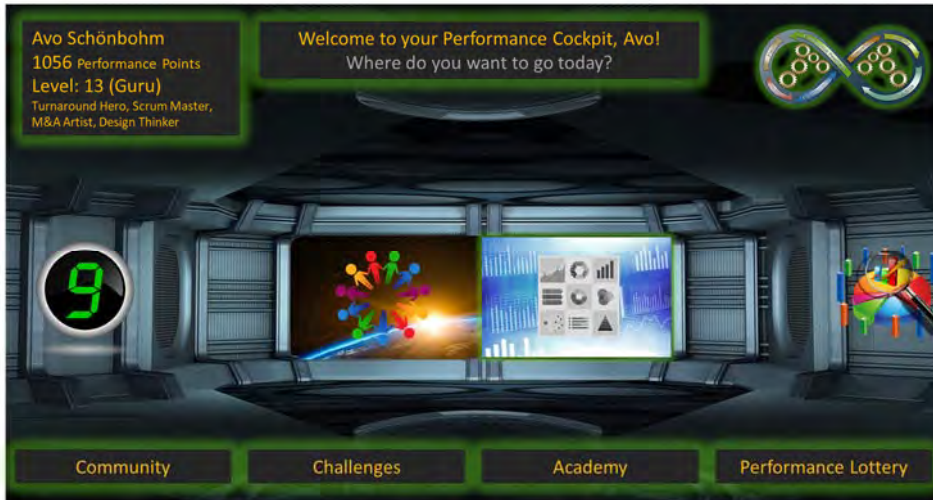 Avo Schönbohm
1056 Performance Points
Level: 13 (Guru)
Turnaround Hero, Scrum Master,
M&A Artist, Design Thinker
Welcome to your Performance Cockpit, Avo!
Where do you want to go today?
9
Community
Challenges
Academy
Performance Lottery